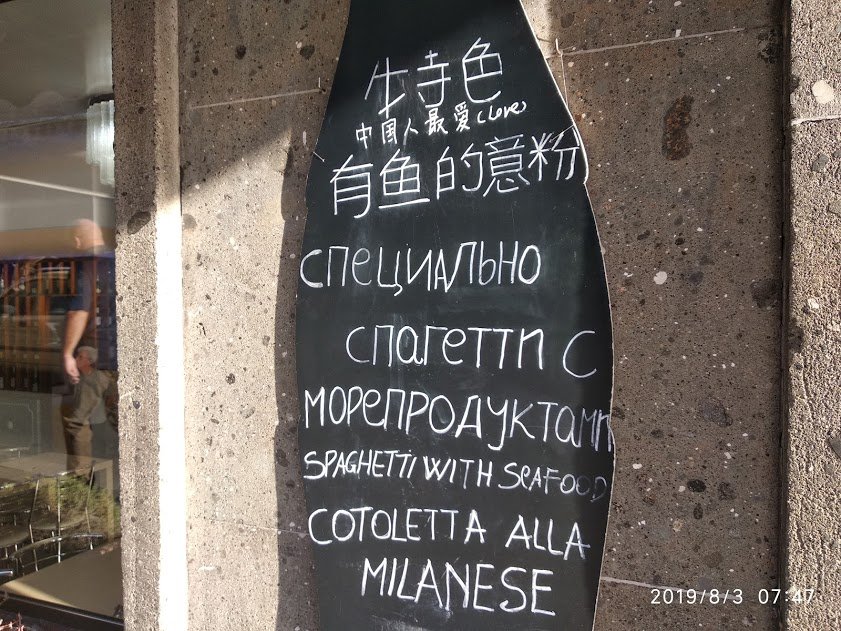 牛寺色
中国人最爱(Love)
有鱼的意粉
СПЕЦИАЛЬНО
СПАГЕТТИ С
МОРЕПРОДУКТАМИ
SPAGHETTI WITH SEAFOOD
COTOLETTA ALLA
MILANESE
2019/8/3 07:47